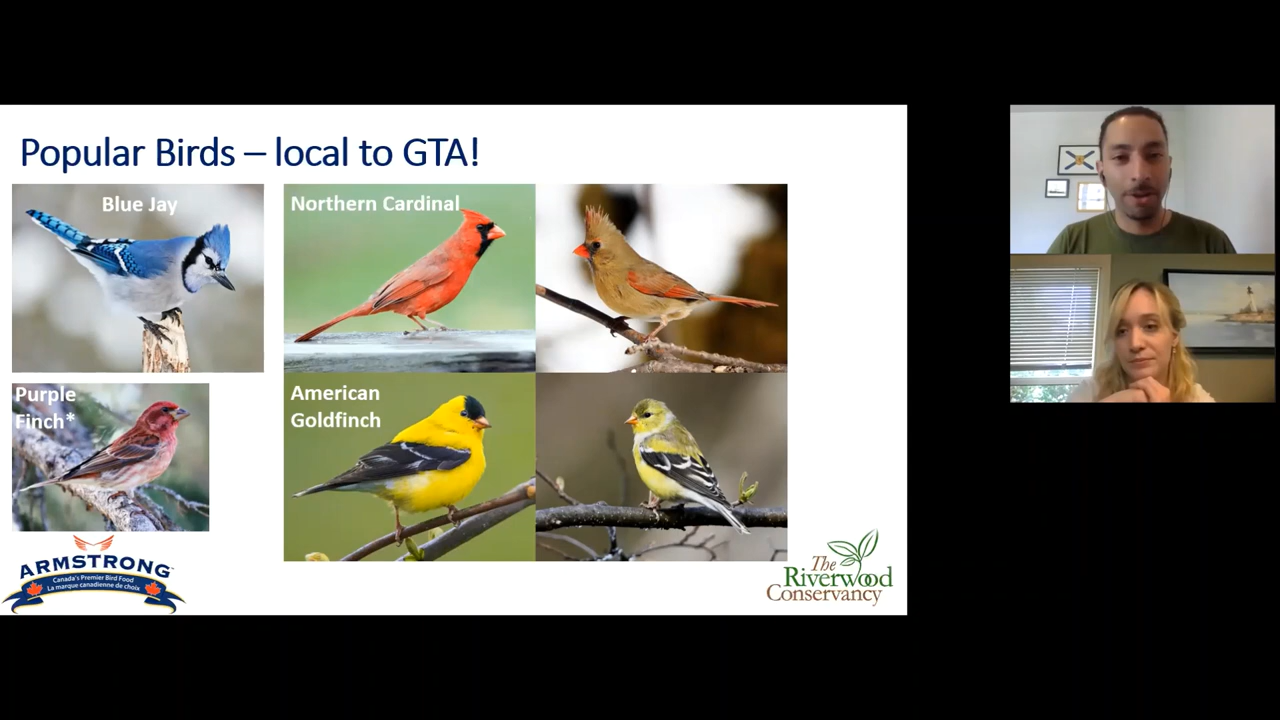 Popular Birds – local to GTA!
Blue Jay
Northern Cardinal
Purple
Finch*
American
Goldfinch
ARMSTRONG
Canada's Premier Bird Food
La marque canadienne de choix
The
Riverwood
Conservancy